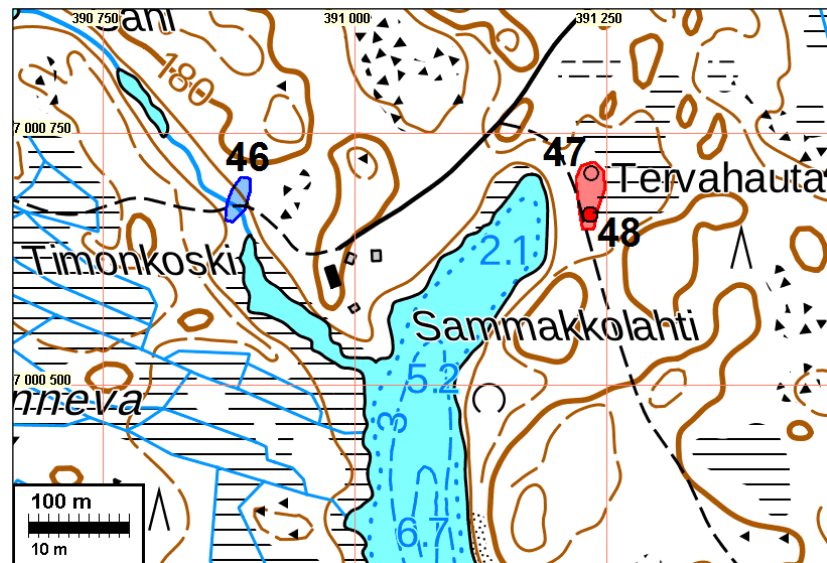 390 750
391 000
391 250
Sahi
180
7 000 750
46
47
Tervahauta
48
2.1
Timonkoski
Sammakkolahti
7 000 500
5.2
nneva
3
100 m
10 m
6.7